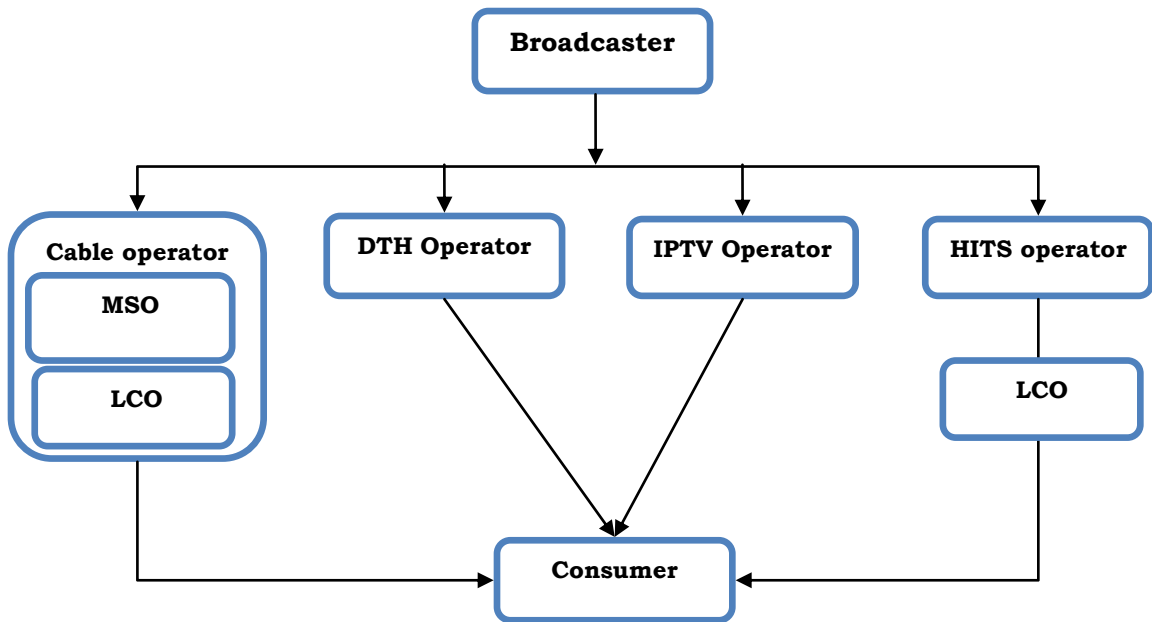 Broadcaster
Cable operator
MSO
LCO
DTH Operator
IPTV Operator
HITS operator
LCO
Consumer